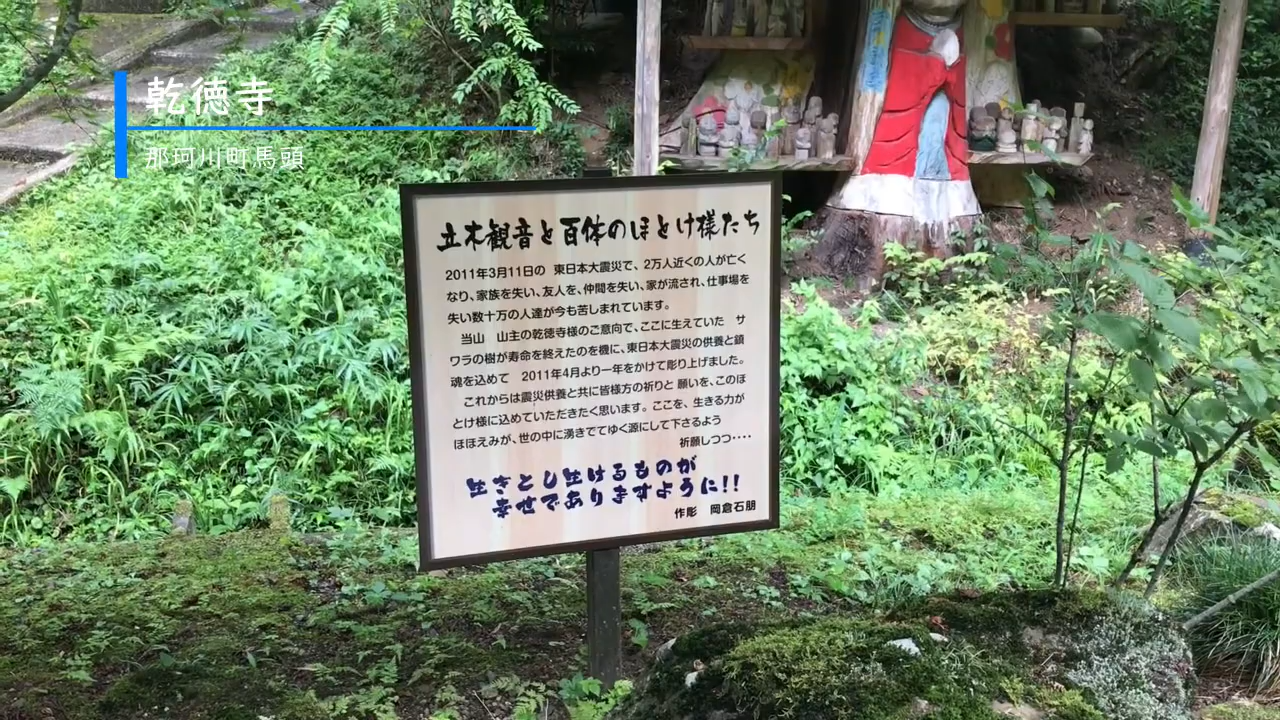 乾徳寺
那珂川町馬頭
立木観音と百体のほとけ様たち
2011年3月11日の 東日本大震災で、2万人近くの人が亡く
なり、家族を失い、友人を、仲間を失い、家が流され、仕事場を
失い数十万の人達が今も苦しまれています。
当山 山主の乾徳寺様のご意向で、ここに生えていた サ
ワラの樹が寿命を終えたのを機に、東日本大震災の供養と鎮
魂を込めて 2011年4月より一年をかけて彫り上げました。
これからは震災供養と共に皆様方の祈りと 願いを、このほ
とけ様に込めていただきたく思います。ここを、生きる力が
ほほえみが、世の中に湧きでてゆく源にして下さるよう
祈願しつつ‥‥
生きとし生けるものが
幸せでありますように!!
作彫 岡倉石朋